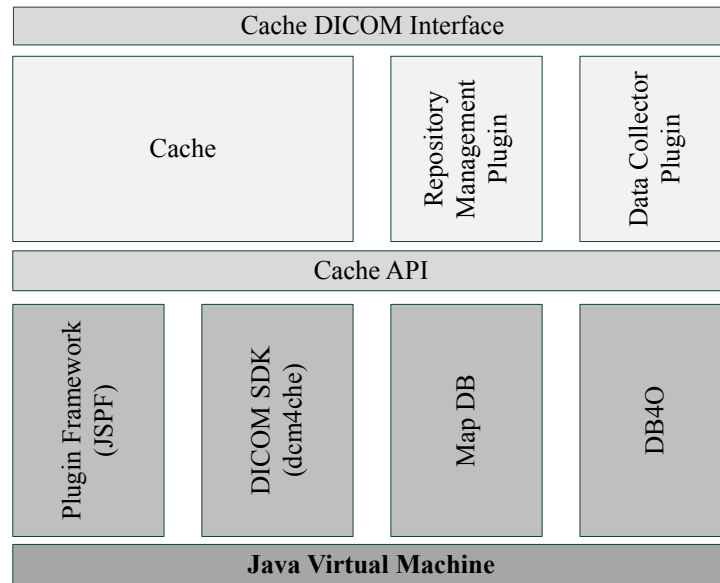 Cache DICOM Interface
Cache
Repository
Management
Plugin
Data Collector
Plugin
Cache API
Plugin Framework
(JSPF)
DICOM SDK
(dcm4che)
Map DB
DB4O
Java Virtual Machine